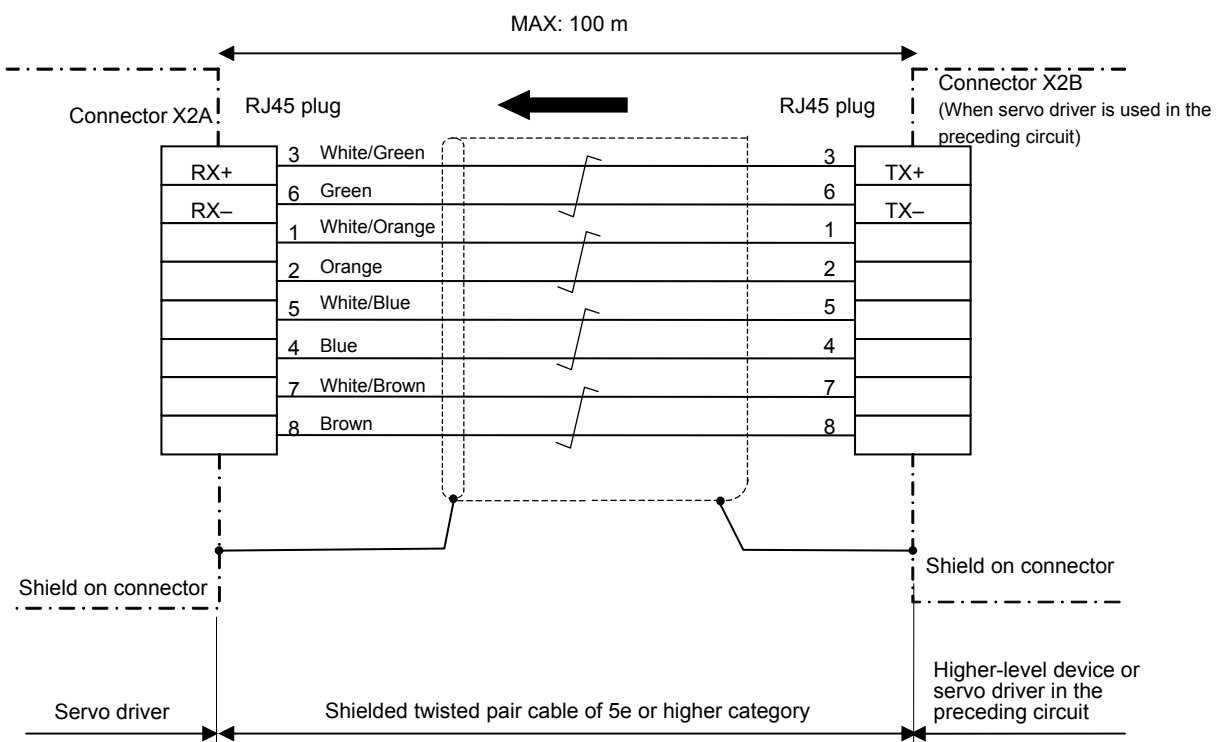 MAX: 100 m
Connector X2A
RJ45 plug
RJ45 plug
Connector X2B
(When servo driver is used in the
preceding circuit)
RX+
3 White/Green
3
TX+
RX–
6 Green
6
TX–
1 White/Orange
1
2 Orange
2
5 White/Blue
5
4 Blue
4
7 White/Brown
7
8 Brown
8
Shield on connector
Shield on connector
Servo driver
Shielded twisted pair cable of 5e or higher category
Higher-level device or
servo driver in the
preceding circuit